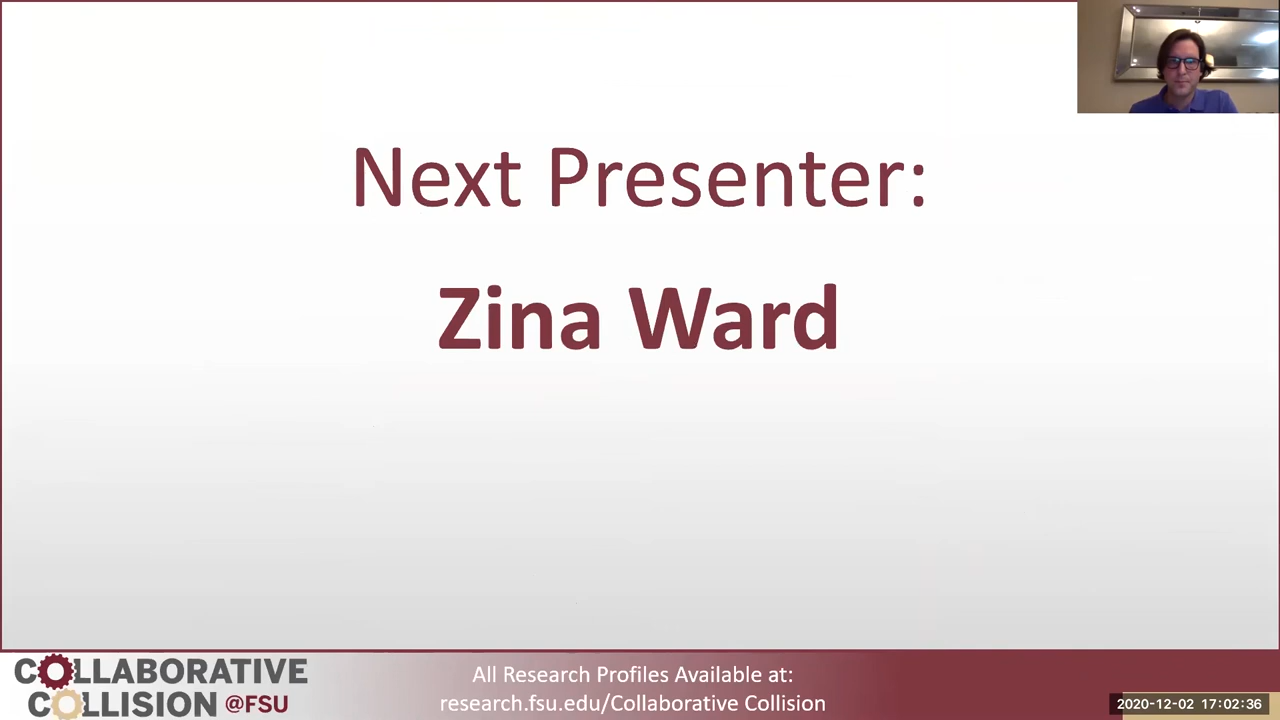 Next Presenter:
Zina Ward
COLLABORATIVE
COLLISION @FSU
All Research Profiles Available at:
research.fsu.edu/Collaborative Collision
2020-12-02 17:02:36